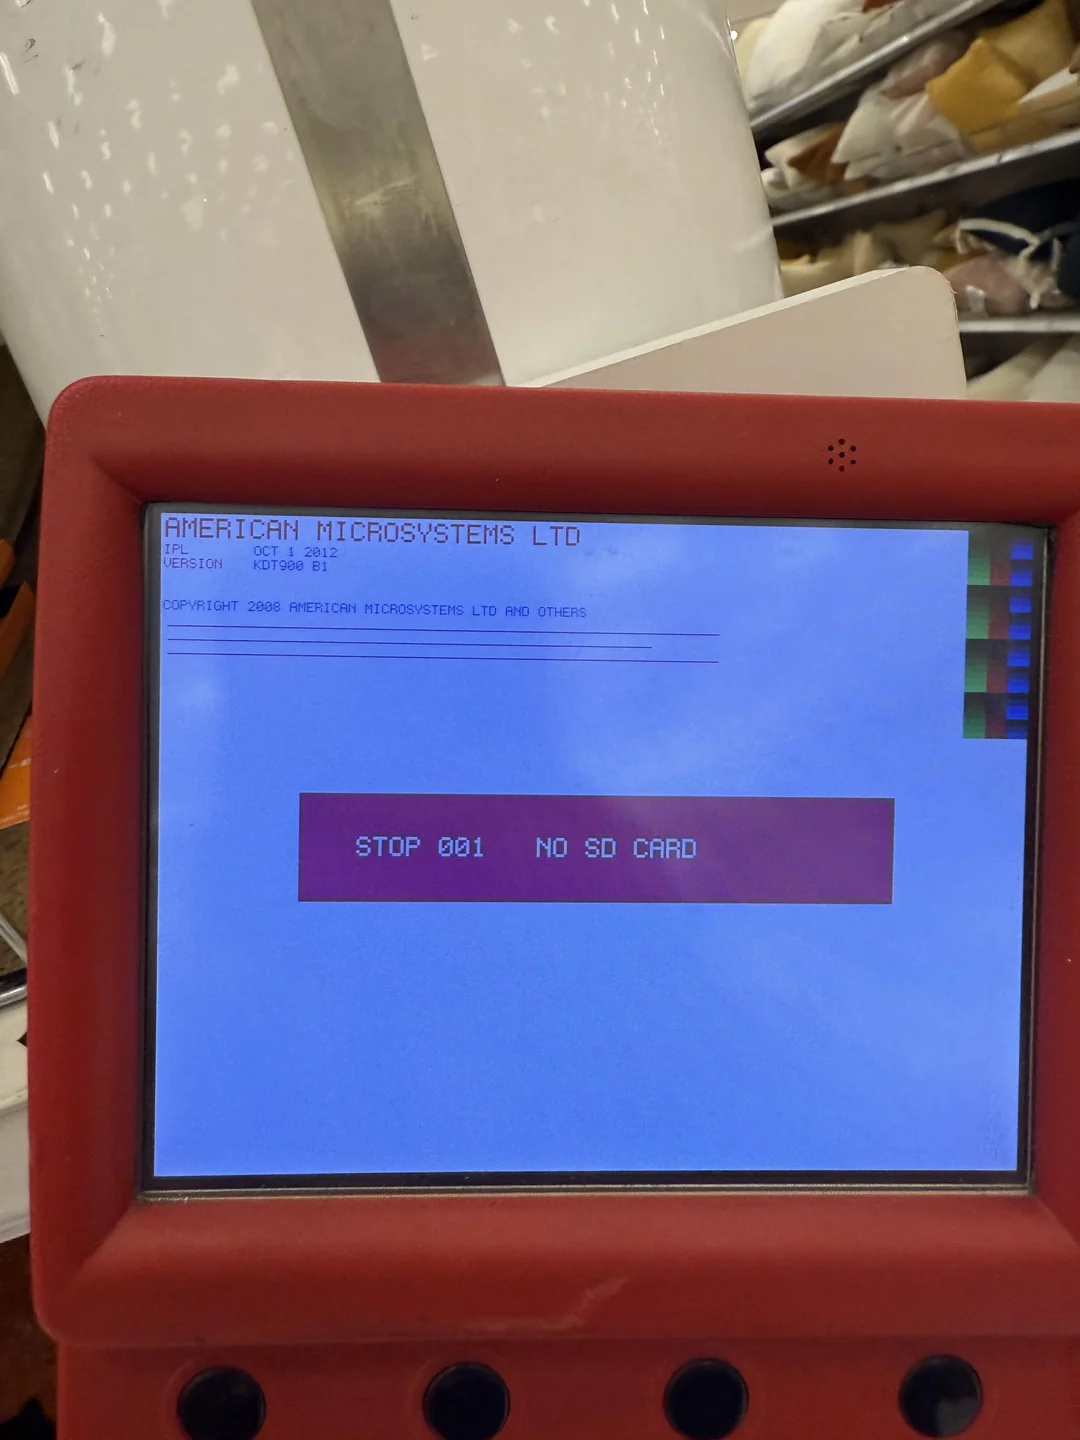 AMERICAN MICROSYSTEMS LTD
IPL OCT 1 2012
VERSION KDT900 B1
COPYRIGHT 2008 AMERICAN MICROSYSTEMS LTD AND OTHERS
STOP 001 NO SD CARD